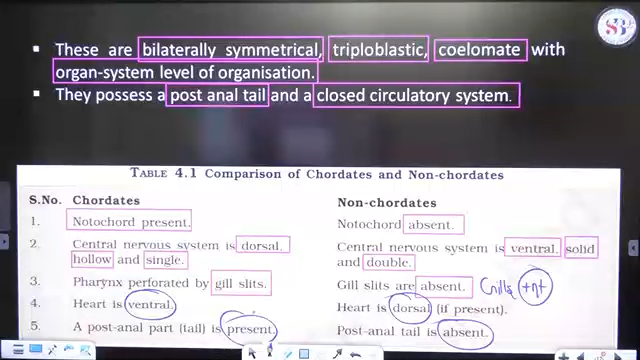 SB
• These are bilaterally symmetrical, triploblastic, coelomate with
organ-system level of organisation.
• They possess a post anal tail and a closed circulatory system.
TABLE 4.1 Comparison of Chordates and Non-chordates
S.No. Chordates Non-chordates
1. Notochord present. Notochord absent.
2. Central nervous system is dorsal, Central nervous system is ventral, solid
hollow and single. and double.
3. Pharynx perforated by gill slits. Gill slits are absent. Gills +nt
4. Heart is ventral. Heart is dorsal (if present).
5. A post-anal part (tail) is present. Post-anal tail is absent.